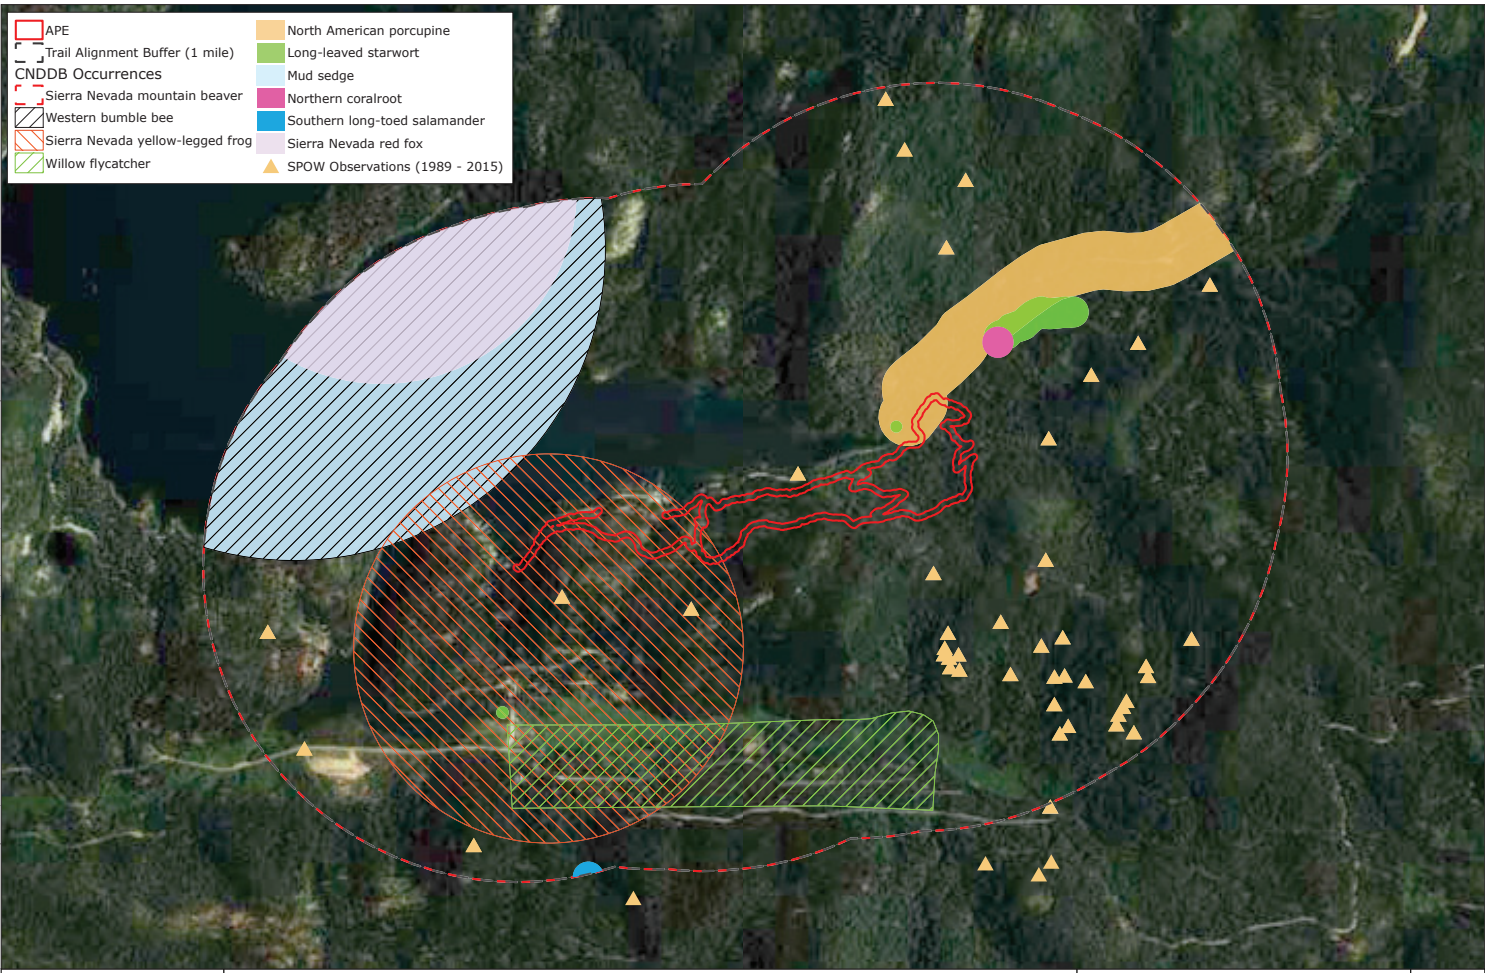 APE
Trail Alignment Buffer (1 mile)
CNDDB Occurrences
Sierra Nevada mountain beaver
Western bumble bee
Sierra Nevada yellow-legged frog
Willow flycatcher
North American porcupine
Long-leaved starwort
Mud sedge
Northern coralroot
Southern long-toed salamander
Sierra Nevada red fox
SPOW Observations (1989 - 2015)